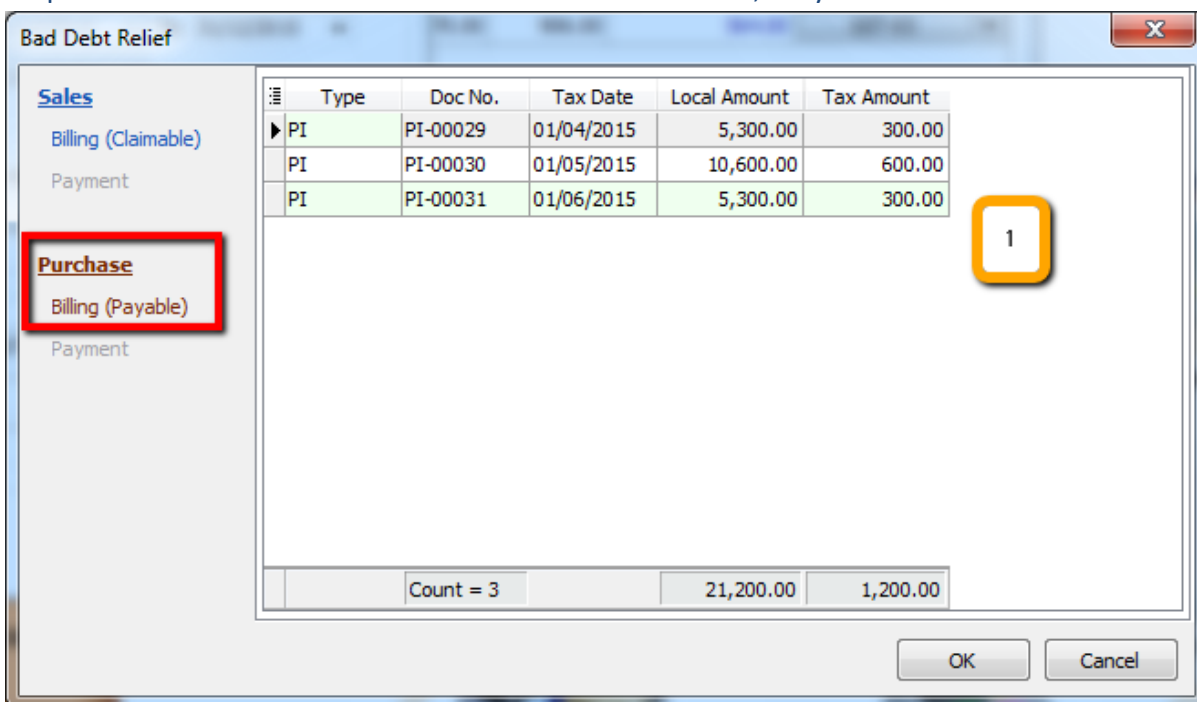 Bad Debt Relief
Sales
Billing (Claimable)
Payment
Purchase
Billing (Payable)
Payment
Type Doc No. Tax Date Local Amount Tax Amount
PI PI-00029 01/04/2015 5,300.00 300.00
PI PI-00030 01/05/2015 10,600.00 600.00
PI PI-00031 01/06/2015 5,300.00 300.00
1
Count = 3 21,200.00 1,200.00
OK Cancel